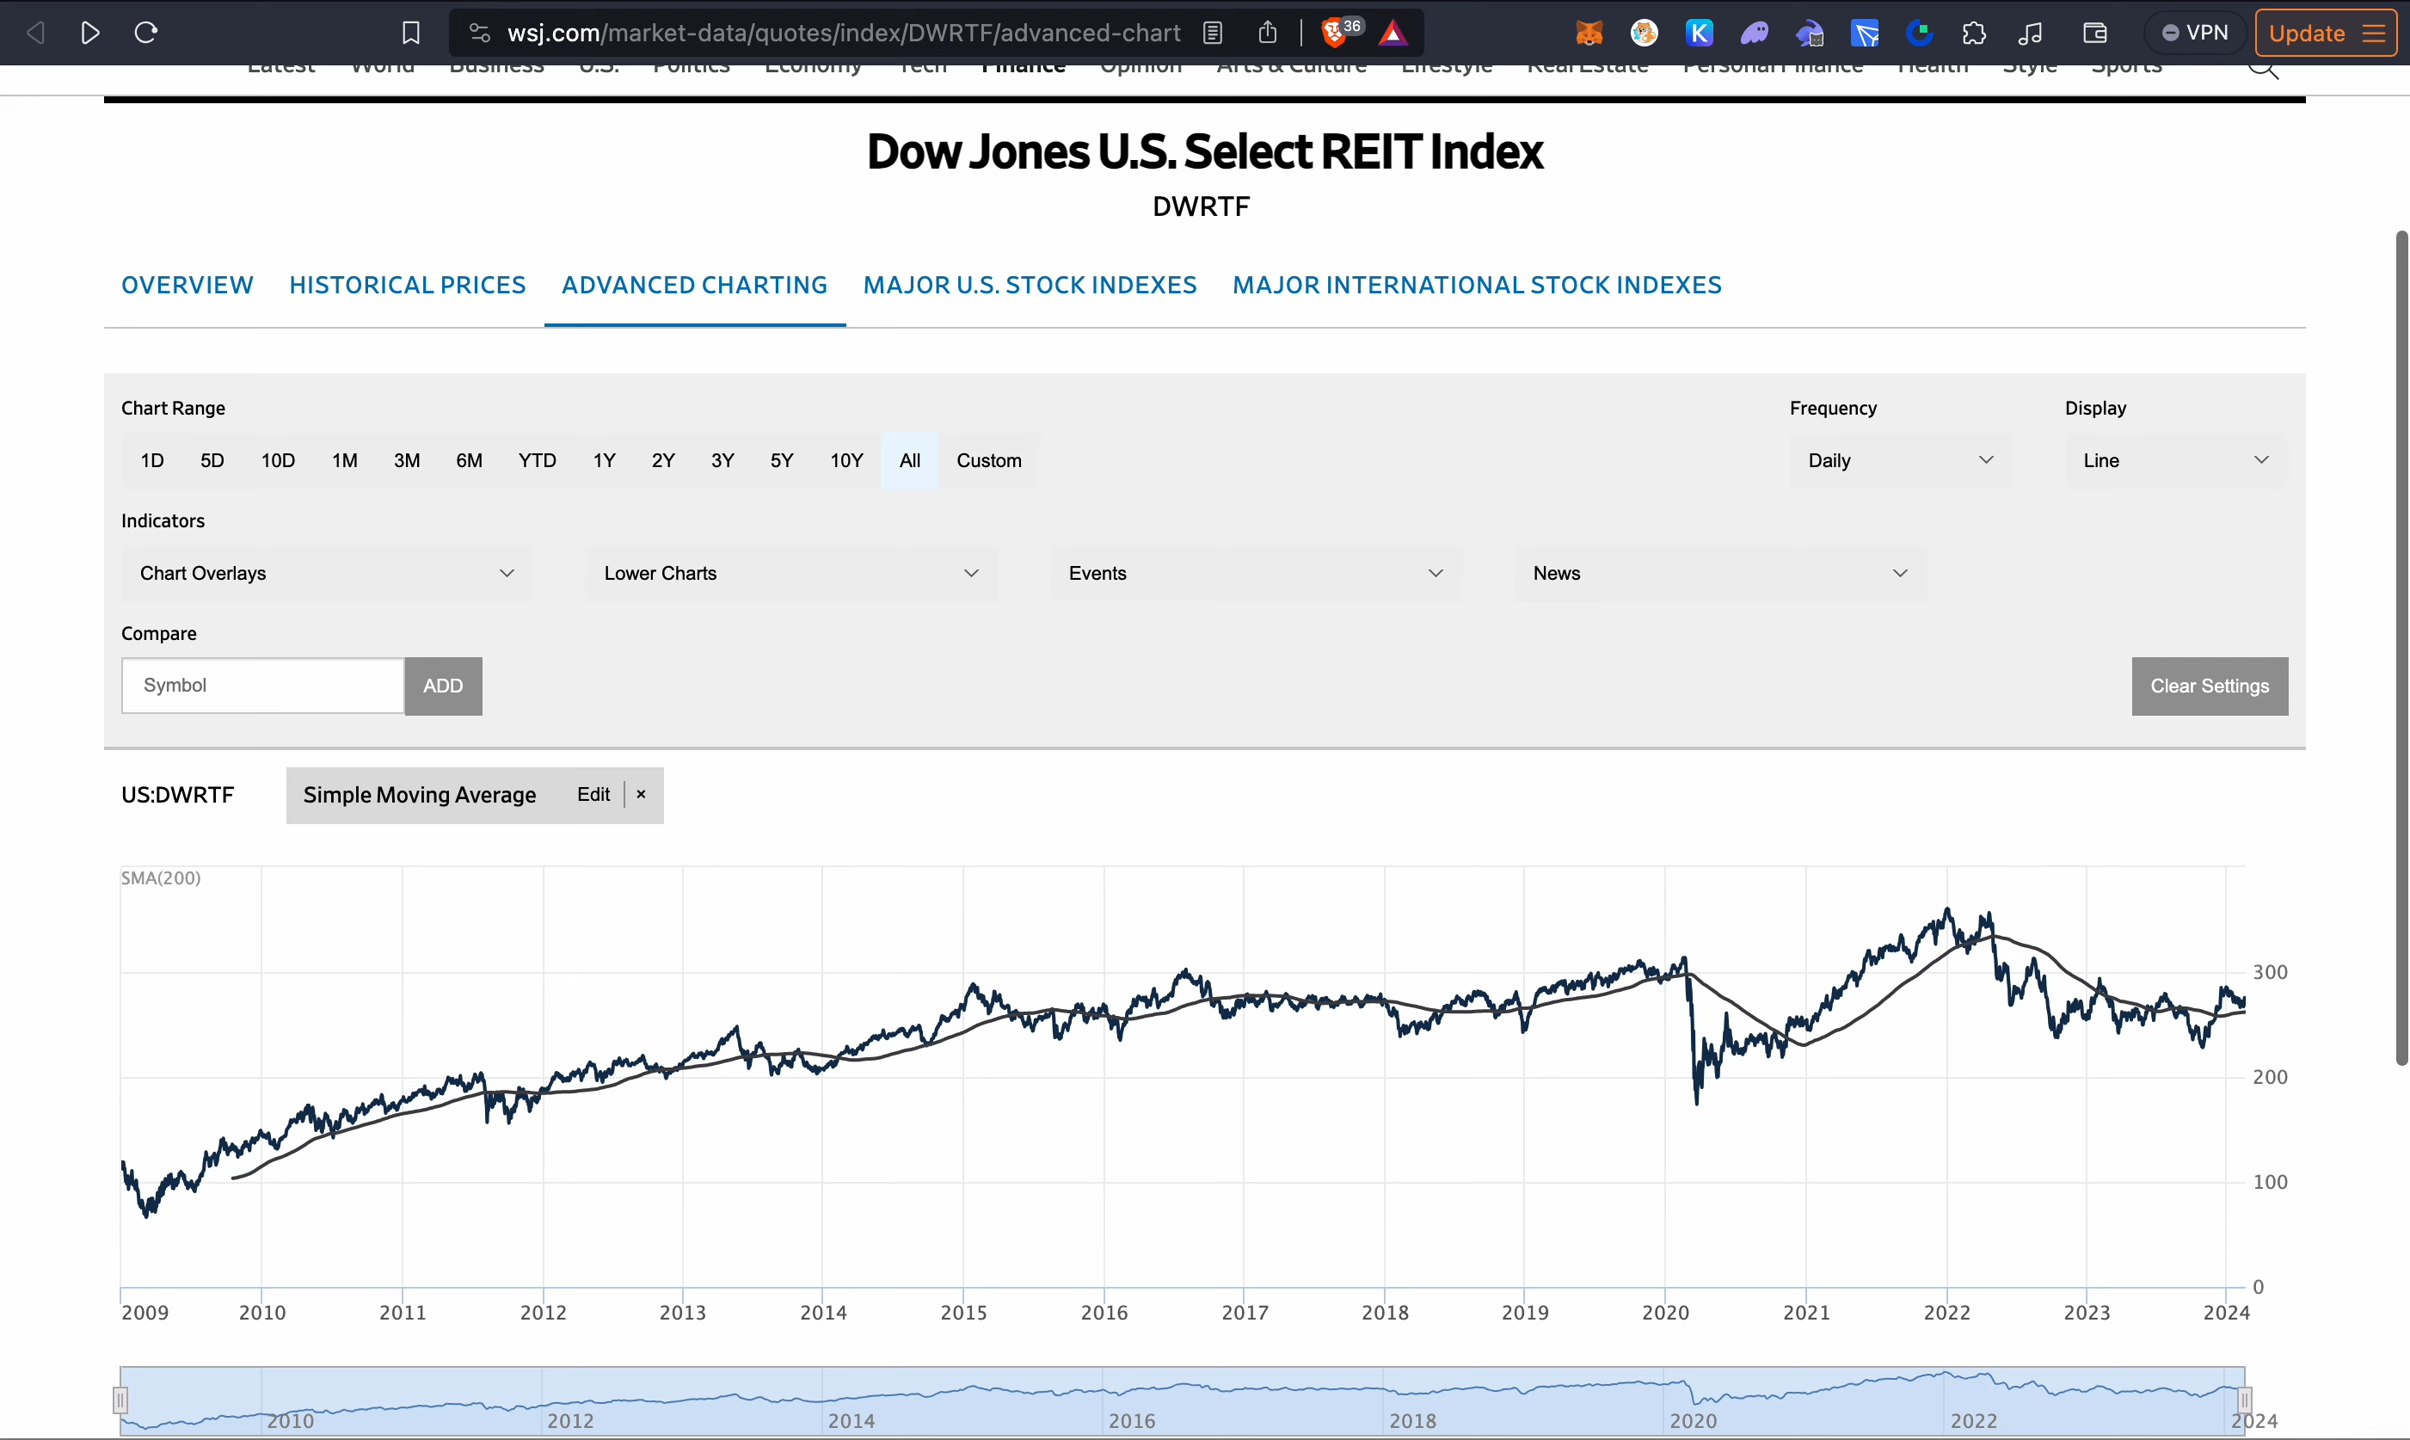 wsj.com/market-data/quotes/index/DWRTF/advanced-chart 36 VPN Update
Latest World Business U.S. Politics Economy Tech Finance Opinion Arts & Culture Lifestyle Real Estate Personal Finance Health Style Sports
Dow Jones U.S. Select REIT Index
DWRTF
OVERVIEW HISTORICAL PRICES ADVANCED CHARTING MAJOR U.S. STOCK INDEXES MAJOR INTERNATIONAL STOCK INDEXES
Chart Range Frequency Display
1D 5D 10D 1M 3M 6M YTD 1Y 2Y 3Y 5Y 10Y All Custom Daily Line
Indicators
Chart Overlays Lower Charts Events News
Compare
Symbol ADD Clear Settings
US:DWRTF Simple Moving Average Edit ×
SMA(200)
300
200
100
0
2009 2010 2011 2012 2013 2014 2015 2016 2017 2018 2019 2020 2021 2022 2023 2024
2010 2012 2014 2016 2018 2020 2022 2024